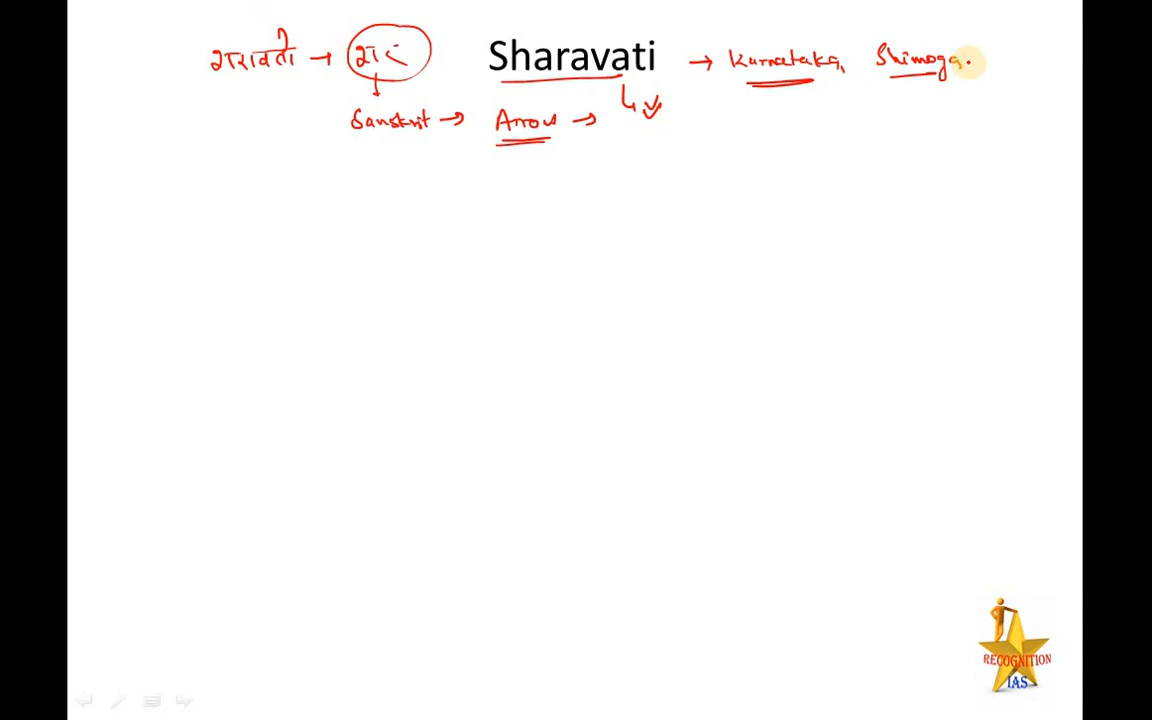 शरावती → शर Sharavati → Karnataka, Shimoga.
Sanskrit → Arrow →
RECOGNITION
IAS